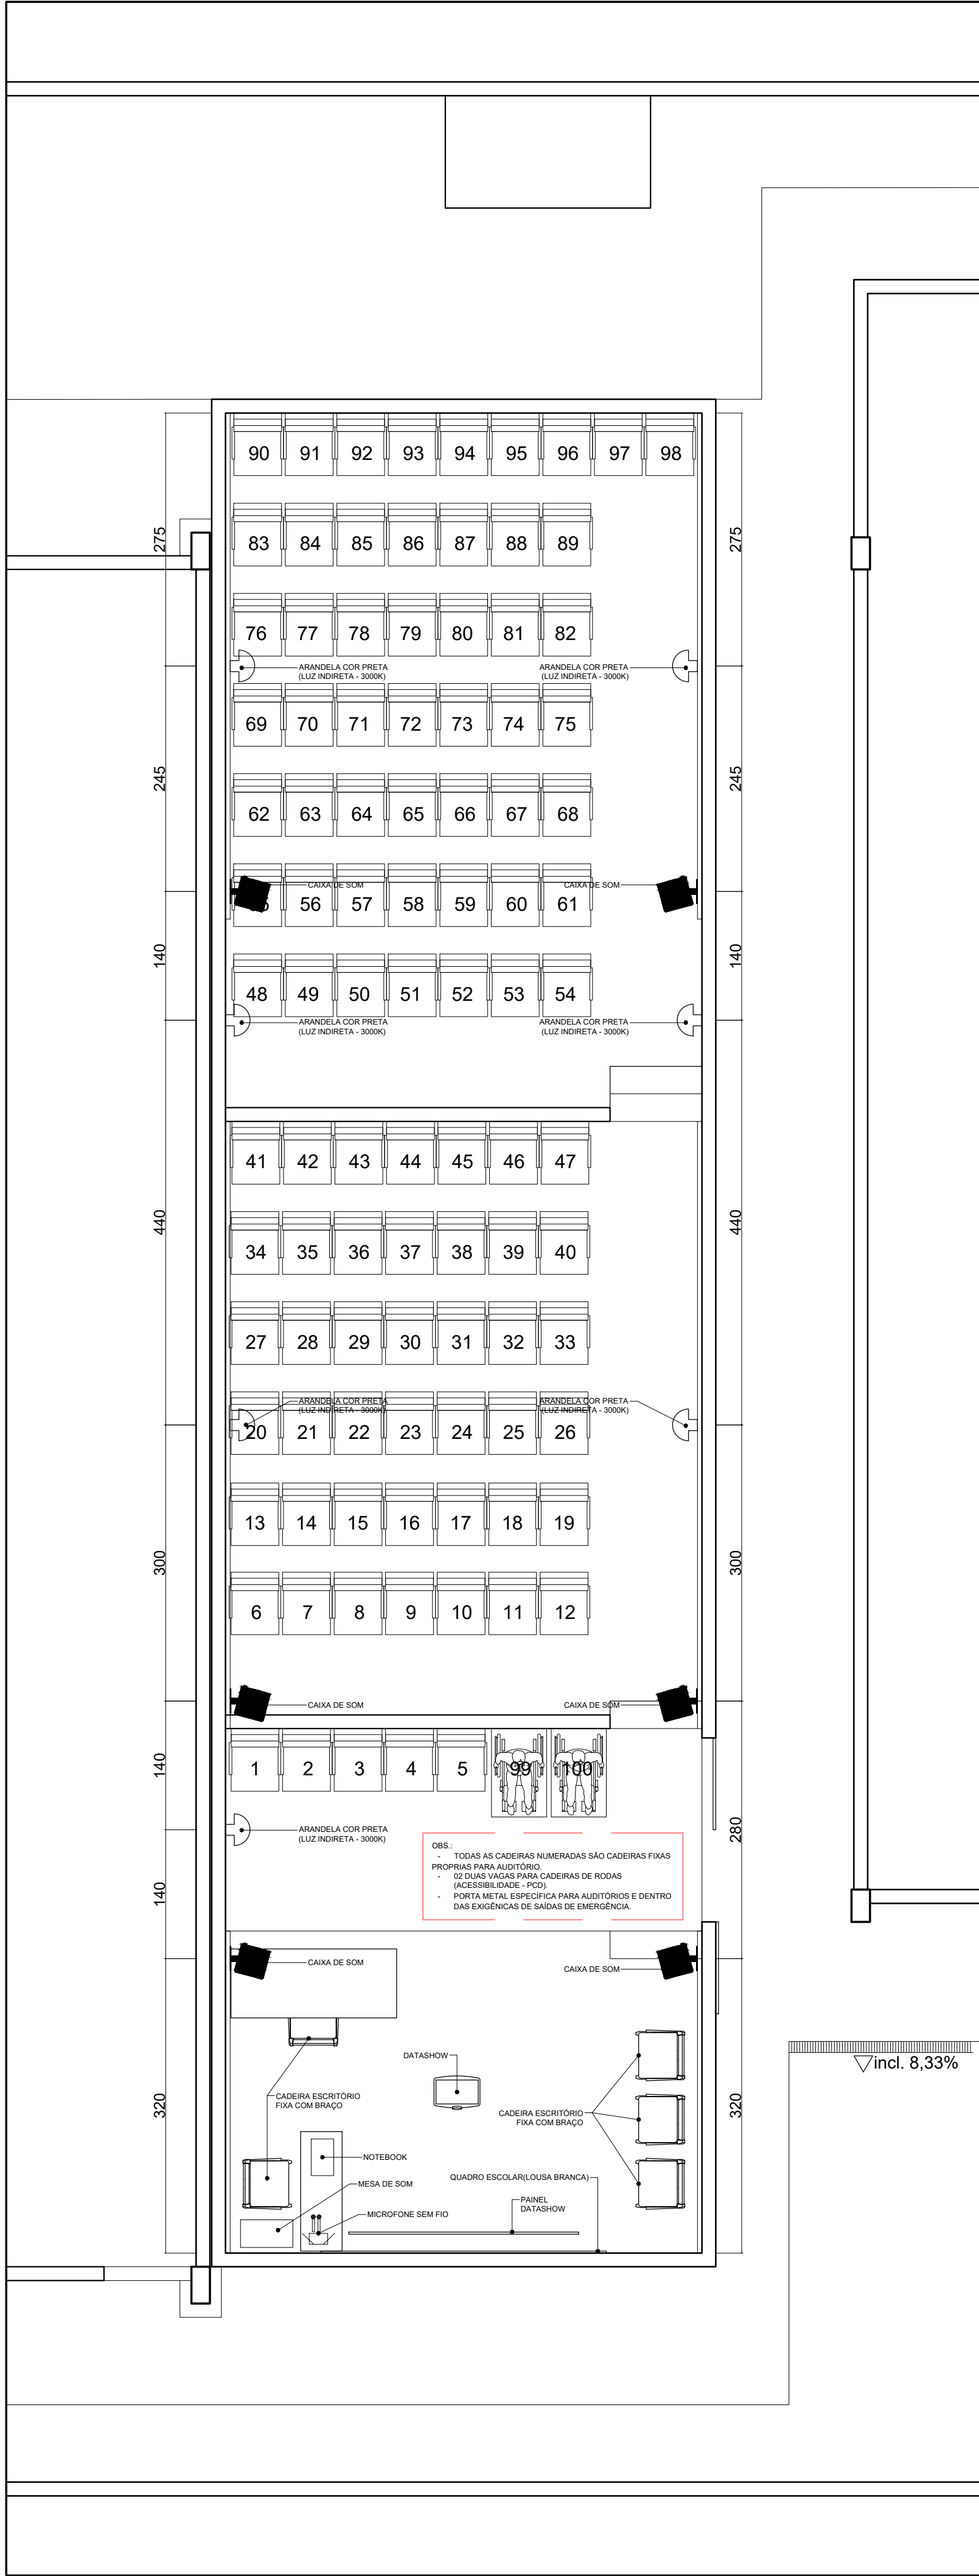 90 91 92 93 94 95 96 97 98
275 275
83 84 85 86 87 88 89
76 77 78 79 80 81 82
ARANDELA COR PRETA
(LUZ INDIRETA - 3000K)
ARANDELA COR PRETA
(LUZ INDIRETA - 3000K)
69 70 71 72 73 74 75
245 245
62 63 64 65 66 67 68
CAIXA DE SOM
CAIXA DE SOM
56 57 58 59 60 61
140 140
48 49 50 51 52 53 54
ARANDELA COR PRETA
(LUZ INDIRETA - 3000K)
ARANDELA COR PRETA
(LUZ INDIRETA - 3000K)
41 42 43 44 45 46 47
440 440
34 35 36 37 38 39 40
27 28 29 30 31 32 33
ARANDELA COR PRETA
(LUZ INDIRETA - 3000K)
ARANDELA COR PRETA
(LUZ INDIRETA - 3000K)
20 21 22 23 24 25 26
13 14 15 16 17 18 19
300 300
6 7 8 9 10 11 12
CAIXA DE SOM
CAIXA DE SOM
140
1 2 3 4 5 99 100
280
ARANDELA COR PRETA
(LUZ INDIRETA - 3000K)
OBS.:
- TODAS AS CADEIRAS NUMERADAS SÃO CADEIRAS FIXAS
PROPRIAS PARA AUDITÓRIO.
- 02 DUAS VAGAS PARA CADEIRAS DE RODAS
(ACESSIBILIDADE - PCD).
- PORTA METAL ESPECÍFICA PARA AUDITÓRIOS E DENTRO
DAS EXIGÊNICAS DE SAÍDAS DE EMERGÊNCIA.
140
CAIXA DE SOM
CAIXA DE SOM
DATASHOW
incl. 8,33%
320 320
CADEIRA ESCRITÓRIO
FIXA COM BRAÇO
CADEIRA ESCRITÓRIO
FIXA COM BRAÇO
NOTEBOOK
QUADRO ESCOLAR(LOUSA BRANCA)
MESA DE SOM
PAINEL
DATASHOW
MICROFONE SEM FIO